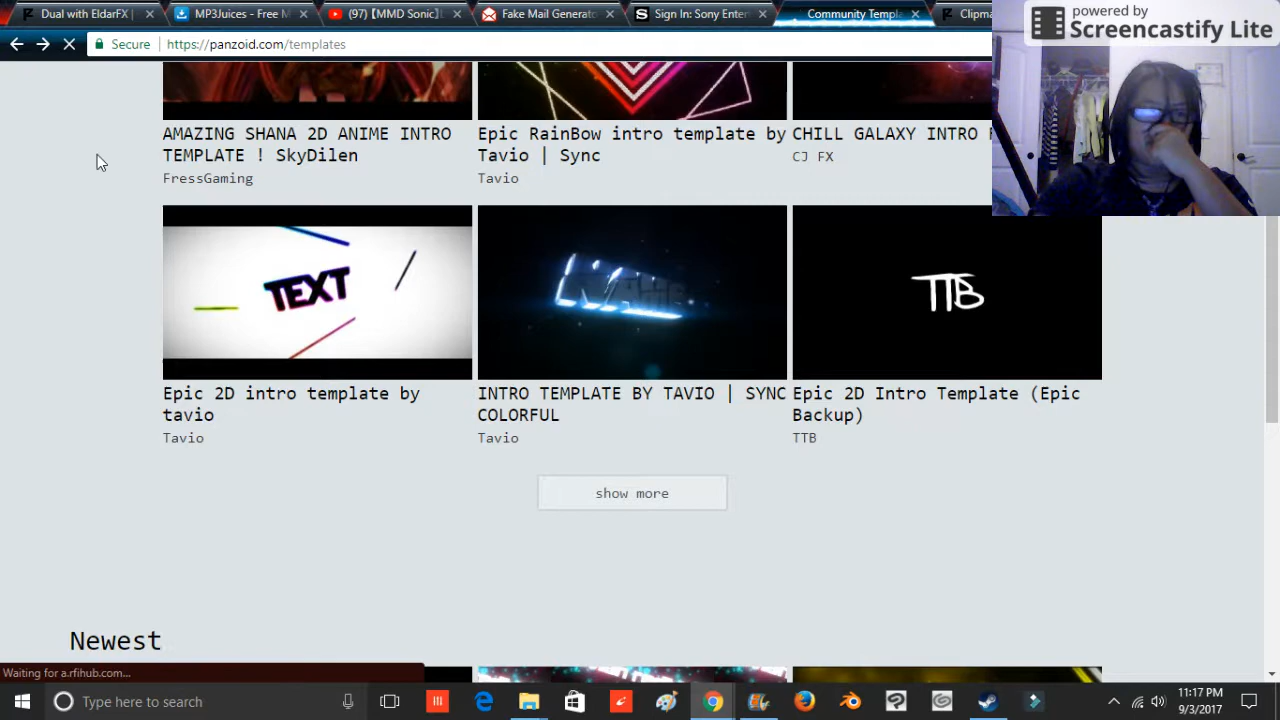 Dual with EldarFX |
MP3Juices - Free M
(97) 【MMD Sonic】
Fake Mail Generato
Sign In: Sony Enter
Community Templ
Clipma
powered by
Screencastify Lite
Secure
https://panzoid.com/templates
AMAZING SHANA 2D ANIME INTRO
TEMPLATE ! SkyDilen
FressGaming
Epic RainBow intro template by
Tavio | Sync
Tavio
CHILL GALAXY INTRO
CJ FX
TEXT
TTB
Epic 2D intro template by
tavio
Tavio
INTRO TEMPLATE BY TAVIO | SYNC
COLORFUL
Tavio
Epic 2D Intro Template (Epic
Backup)
TTB
show more
Newest
Waiting for a.rfihub.com...
Type here to search
11:17 PM
9/3/2017